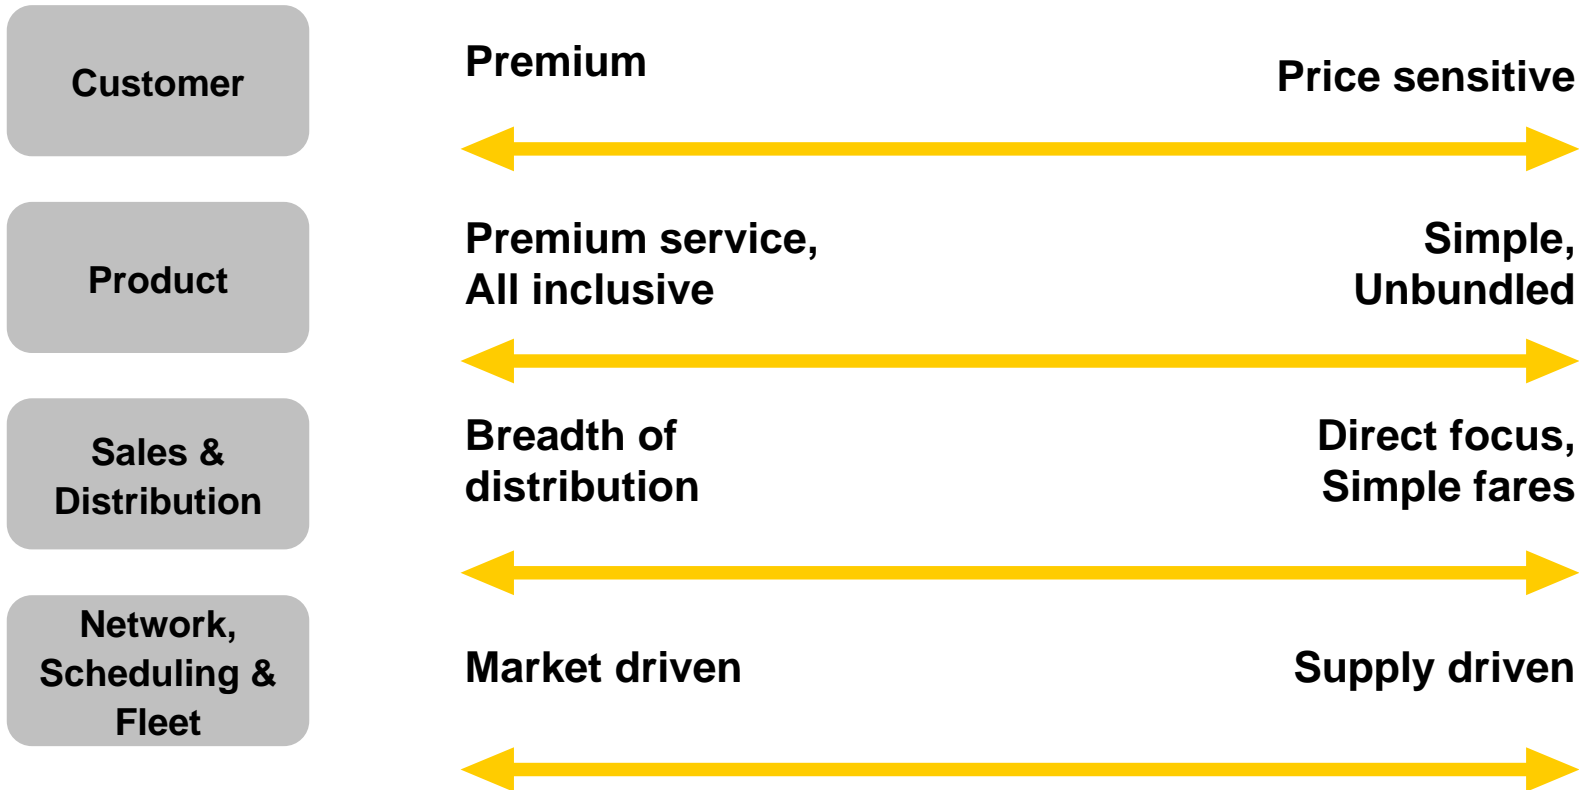 Customer
Premium
Price sensitive
Product
Premium service,
All inclusive
Simple,
Unbundled
Sales &
Distribution
Breadth of
distribution
Direct focus,
Simple fares
Network,
Scheduling &
Fleet
Market driven
Supply driven